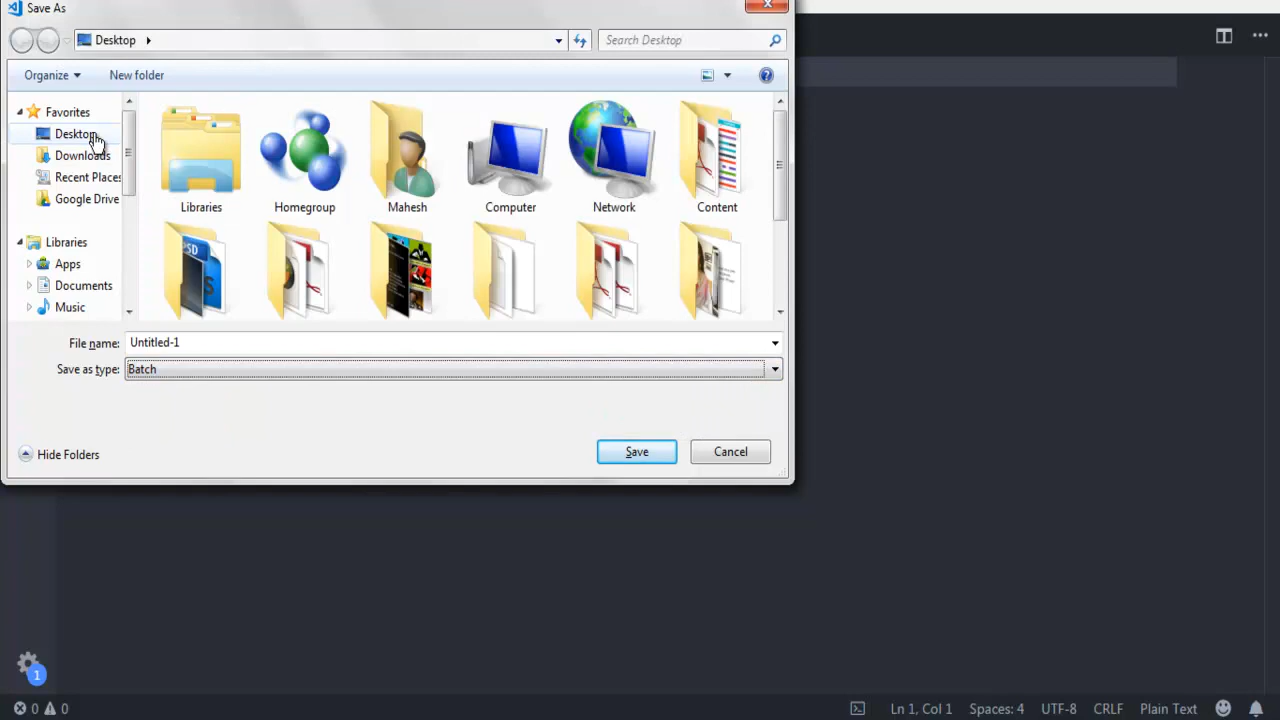 Save As
Desktop
Search Desktop
Organize
New folder
Favorites
Desktop
Downloads
Recent Places
Google Drive
Libraries
Apps
Documents
Music
Libraries
Homegroup
Mahesh
Computer
Network
Content
PSD
File name:
Untitled-1
Save as type:
Batch
Hide Folders
Save
Cancel
1
0
0
Ln 1, Col 1
Spaces: 4
UTF-8
CRLF
Plain Text